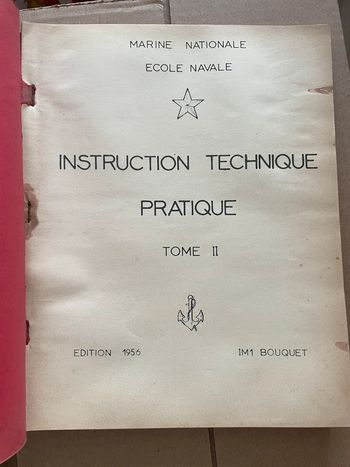 MARINE NATIONALE
ECOLE NAVALE
INSTRUCTION TECHNIQUE
PRATIQUE
TOME II
EDITION 1956 IM1 BOUQUET